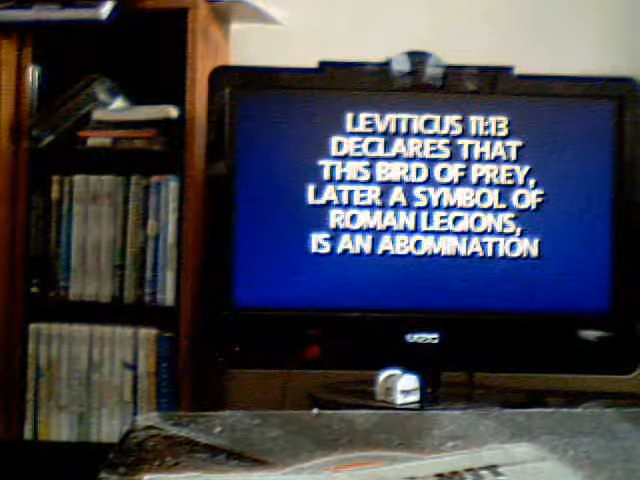 LEVITICUS 11:13
DECLARES THAT
THIS BIRD OF PREY,
LATER A SYMBOL OF
ROMAN LEGIONS,
IS AN ABOMINATION